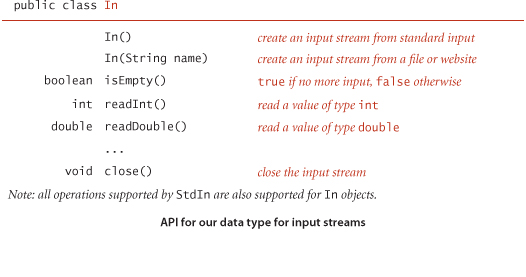 public class In
In() create an input stream from standard input
In(String name) create an input stream from a file or website
boolean isEmpty() true if no more input, false otherwise
int readInt() read a value of type int
double readDouble() read a value of type double
...
void close() close the input stream
Note: all operations supported by StdIn are also supported for In objects.
API for our data type for input streams